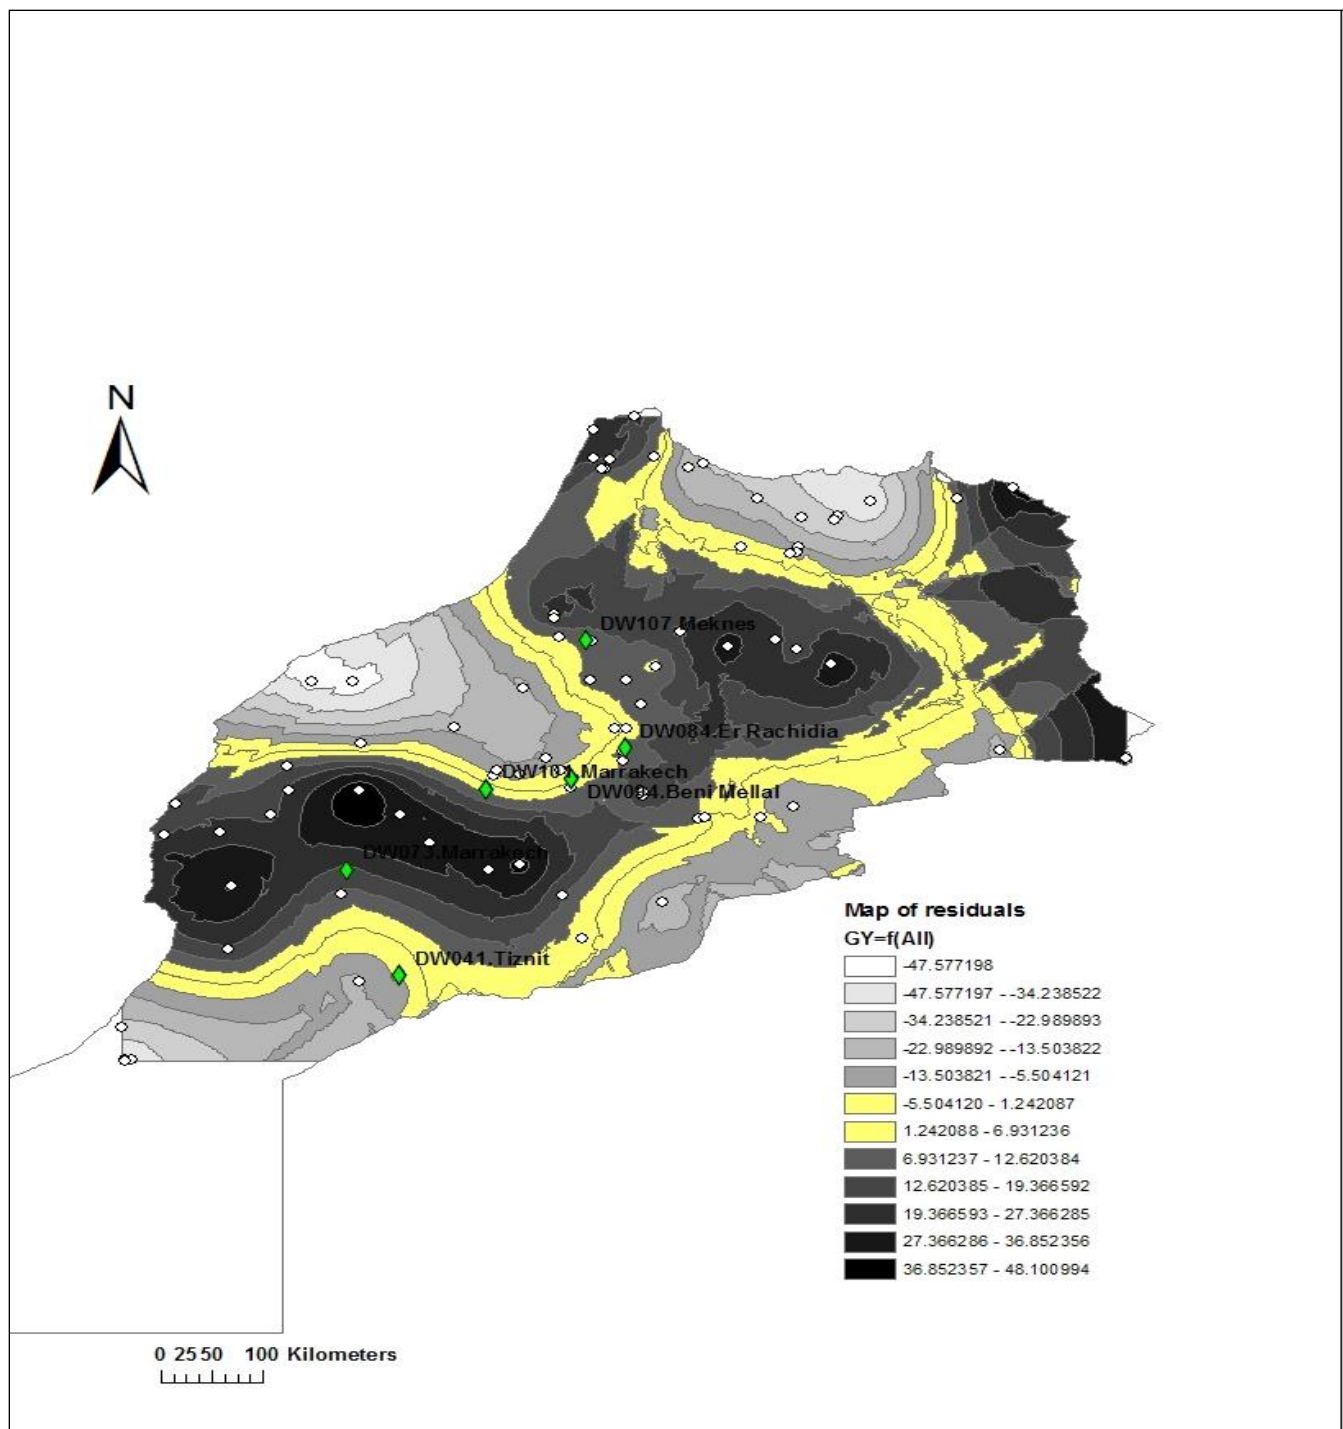 N
DW107.Meknes
DW084.Er Rachidia
DW101.Marrakech
DW094.Beni Mellal
DW073.Marrakech
DW041.Tiznit
Map of residuals
GY=f(All)
-47.577198
-47.577197 - -34.238522
-34.238521 - -22.989893
-22.989892 - -13.503822
-13.503821 - -5.504121
-5.504120 - 1.242087
1.242088 - 6.931236
6.931237 - 12.620384
12.620385 - 19.366592
19.366593 - 27.366285
27.366286 - 36.852356
36.852357 - 48.100994
0 25 50 100 Kilometers